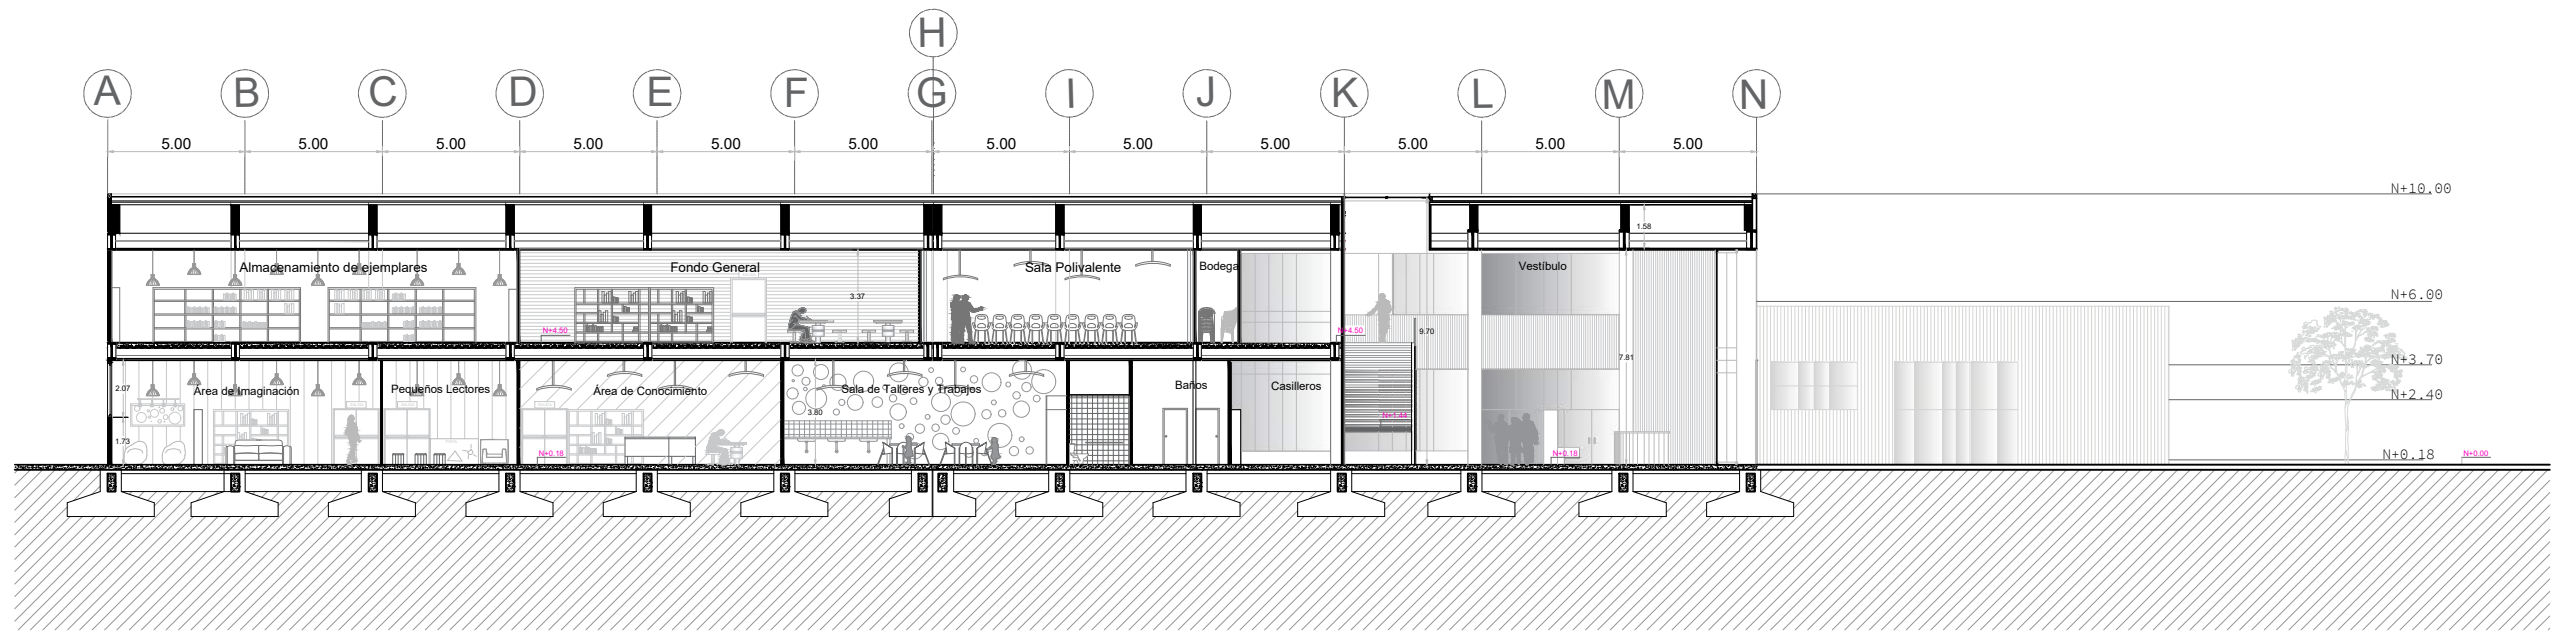 H
A B C D E F G I J K L M N
5.00 5.00 5.00 5.00 5.00 5.00 5.00 5.00 5.00 5.00 5.00 5.00
N+10.00
1.58
Almacenamiento de ejemplares Fondo General Sala Polivalente Bodega Vestíbulo
3.37
N+6.00
N+4.50 N+4.50 9.70
7.81
N+3.70
2.07 Área de Imaginación Pequeños Lectores Área de Conocimiento Sala de Talleres y Trabajos Baños Casilleros
N+2.40
3.80 N+1.44
1.73
N+0.18 N+0.18 N+0.18 N+0.00